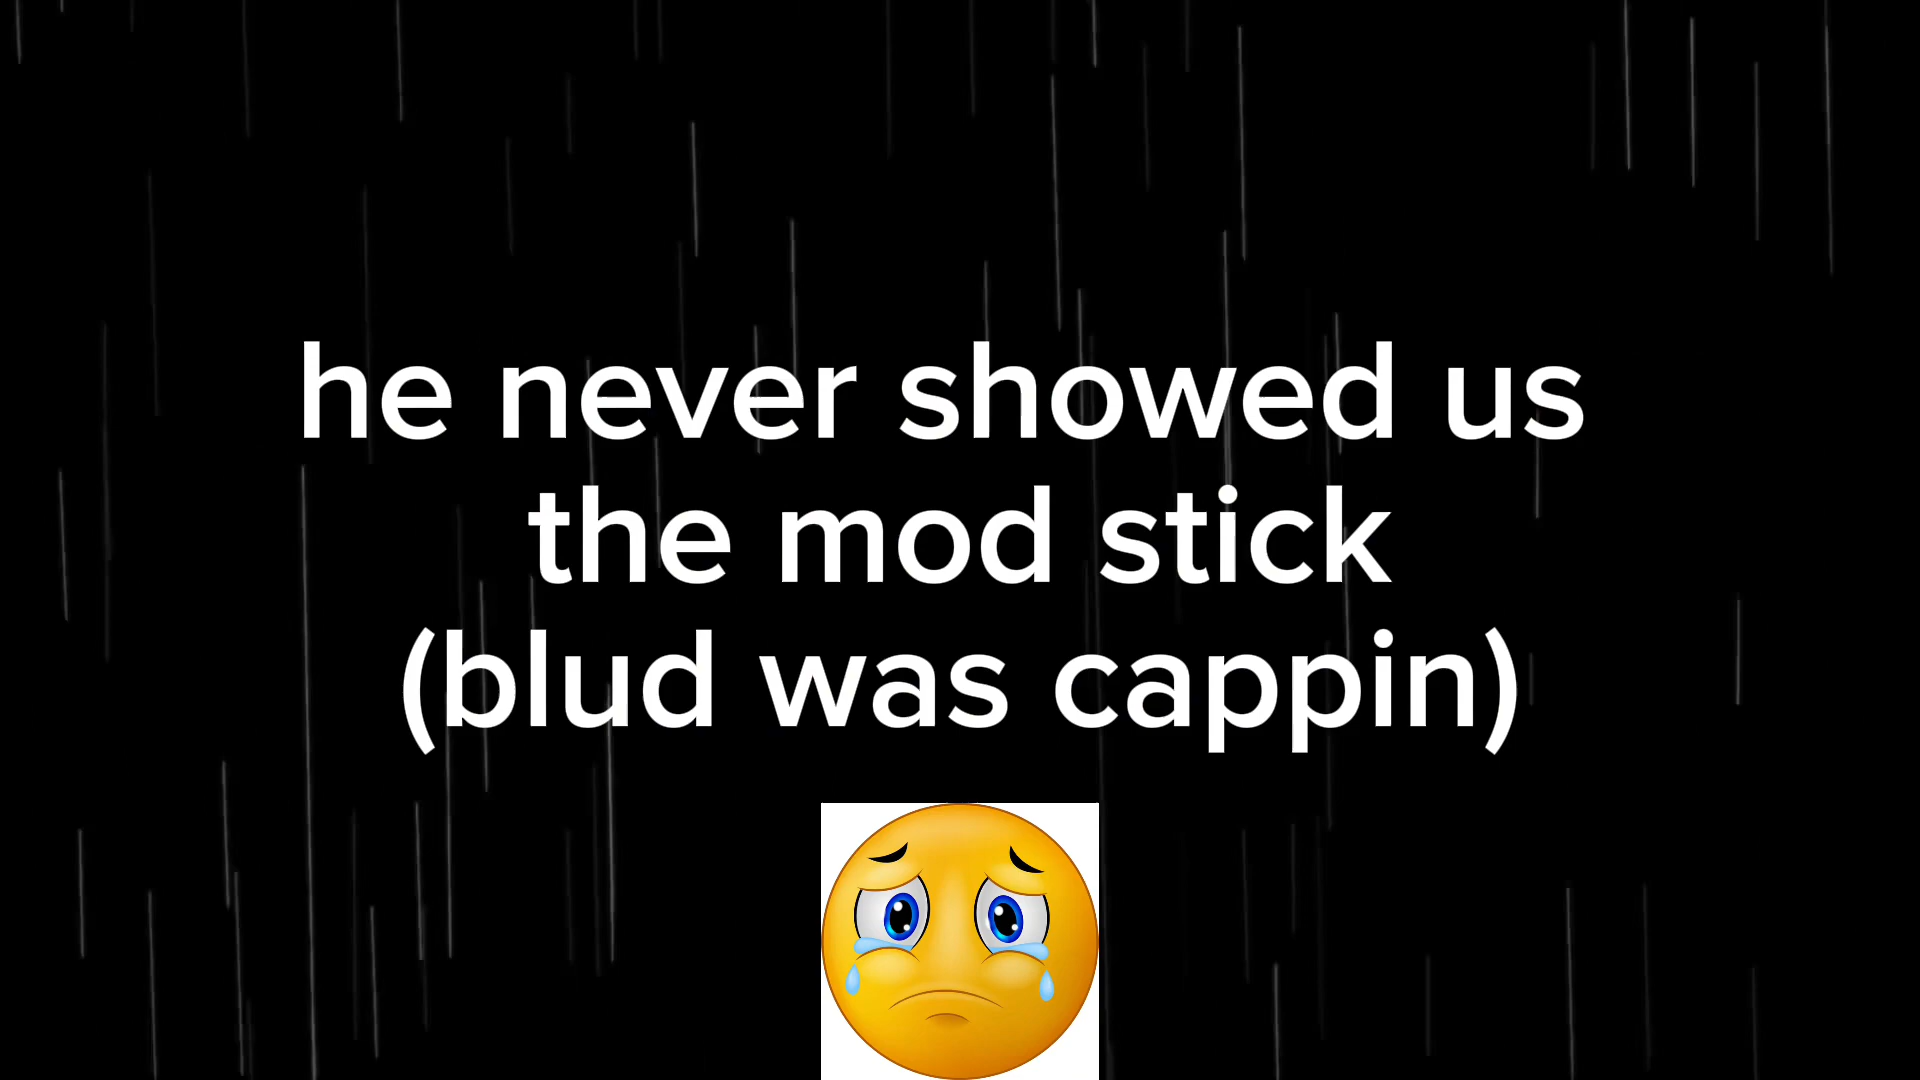 he never showed us
the mod stick
(blud was cappin)